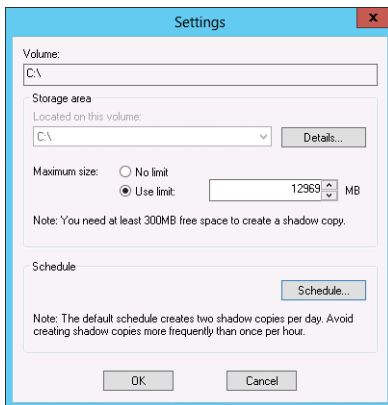 Settings
x
Volume:
C:\
Storage area
Located on this volume:
C:\
Details...
Maximum size:
No limit
Use limit:
12969
MB
Note: You need at least 300MB free space to create a shadow copy.
Schedule
Schedule...
Note: The default schedule creates two shadow copies per day. Avoid
creating shadow copies more frequently than once per hour.
OK
Cancel